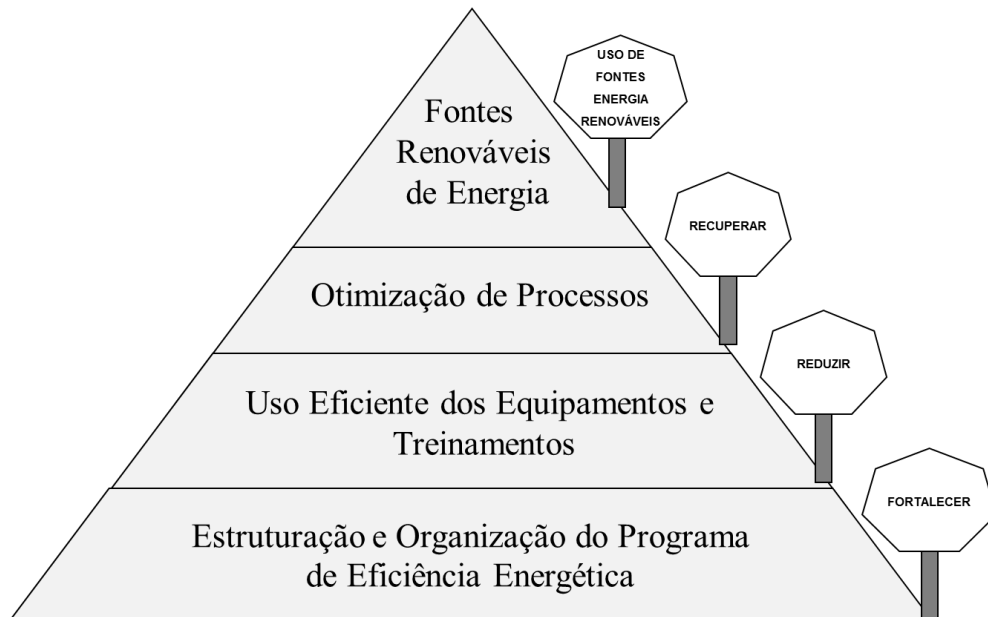 USO DE
FONTES
ENERGIA
RENOVÁVEIS
Fontes
Renováveis
de Energia
RECUPERAR
Otimização de Processos
REDUZIR
Uso Eficiente dos Equipamentos e
Treinamentos
FORTALECER
Estruturação e Organização do Programa
de Eficiência Energética